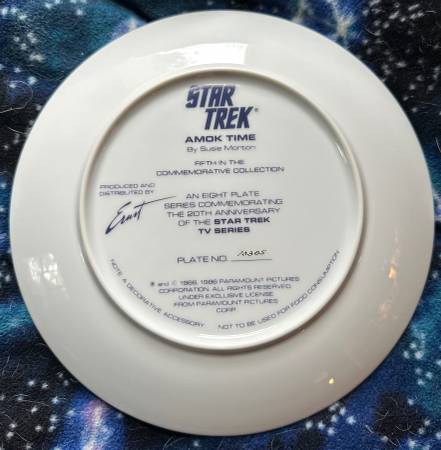 STAR
TREK®
AMOK TIME
By Susie Morton
FIFTH IN THE
COMMEMORATIVE COLLECTION
PRODUCED AND
DISTRIBUTED BY
Ernst
AN EIGHT PLATE
SERIES COMMEMORATING
THE 20TH ANNIVERSARY
OF THE STAR TREK
TV SERIES
PLATE NO. 10305
® and © 1966, 1986 PARAMOUNT PICTURES
CORPORATION. ALL RIGHTS RESERVED.
UNDER EXCLUSIVE LICENSE
FROM PARAMOUNT PICTURES
CORP.
NOTE A DECORATIVE ACCESSORY NOT TO BE USED FOR FOOD CONSUMPTION